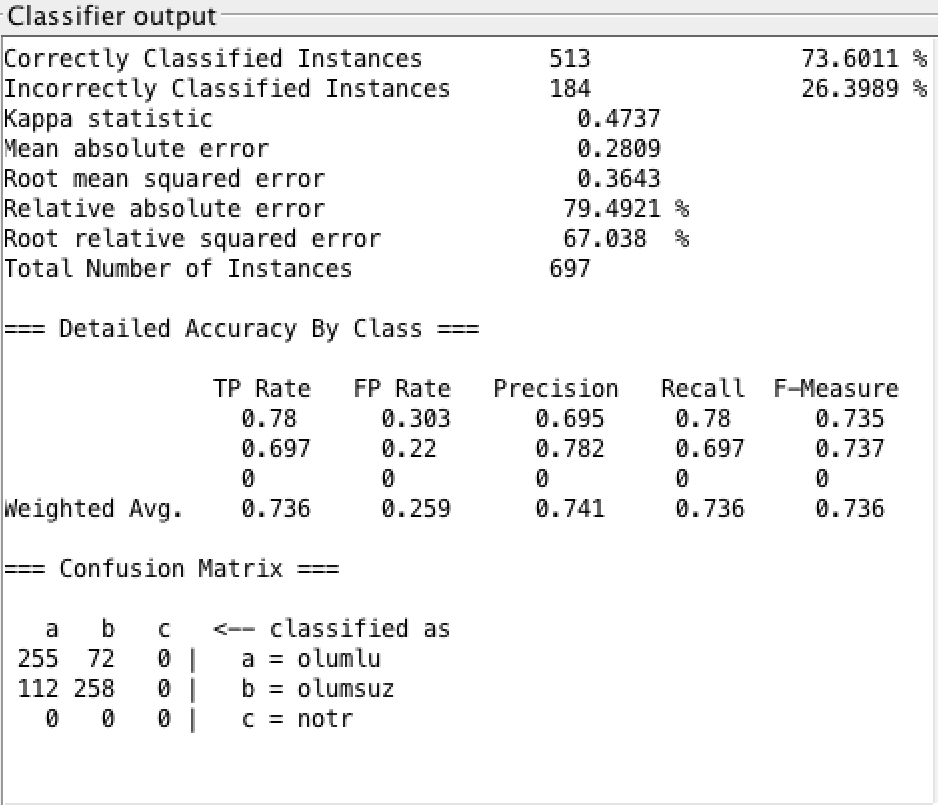 Classifier output
Correctly Classified Instances 513 73.6011 %
Incorrectly Classified Instances 184 26.3989 %
Kappa statistic 0.4737
Mean absolute error 0.2809
Root mean squared error 0.3643
Relative absolute error 79.4921 %
Root relative squared error 67.038 %
Total Number of Instances 697
=== Detailed Accuracy By Class ===
TP Rate FP Rate Precision Recall F-Measure
0.78 0.303 0.695 0.78 0.735
0.697 0.22 0.782 0.697 0.737
0 0 0 0 0
Weighted Avg. 0.736 0.259 0.741 0.736 0.736
=== Confusion Matrix ===
a b c <-- classified as
255 72 0 | a = olumlu
112 258 0 | b = olumsuz
0 0 0 | c = notr